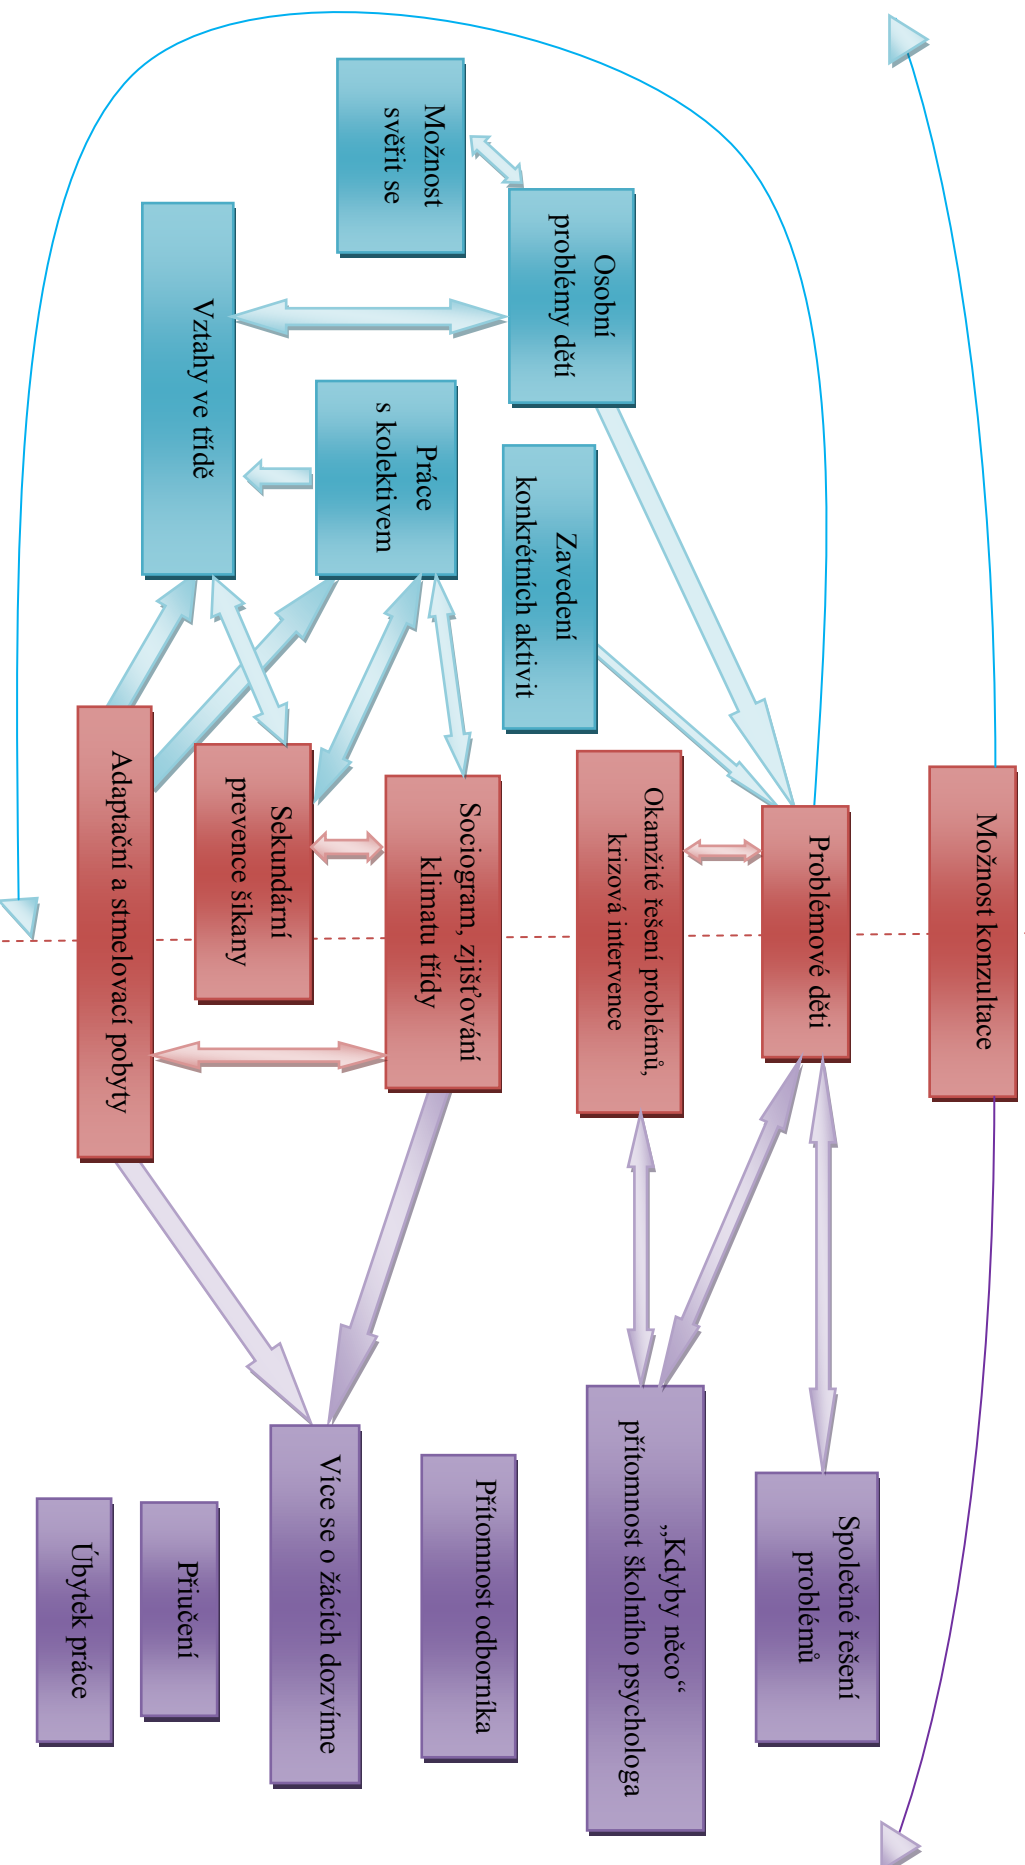 Možnost konzultace
Problémové děti
Společné řešení
problémů
Okamžité řešení problémů,
krizová intervence
„Kdyby něco“
přítomnost školního psychologa
Osobní
problémy dětí
Zavedení
konkrétních aktivit
Možnost
svěřit se
Práce
s kolektivem
Sociogram, zjišťování
klimatu třídy
Přítomnost odborníka
Sekundární
prevence šikany
Více se o žácích dozvíme
Vztahy ve třídě
Adaptační a stmelovací pobyty
Přiučení
Úbytek práce